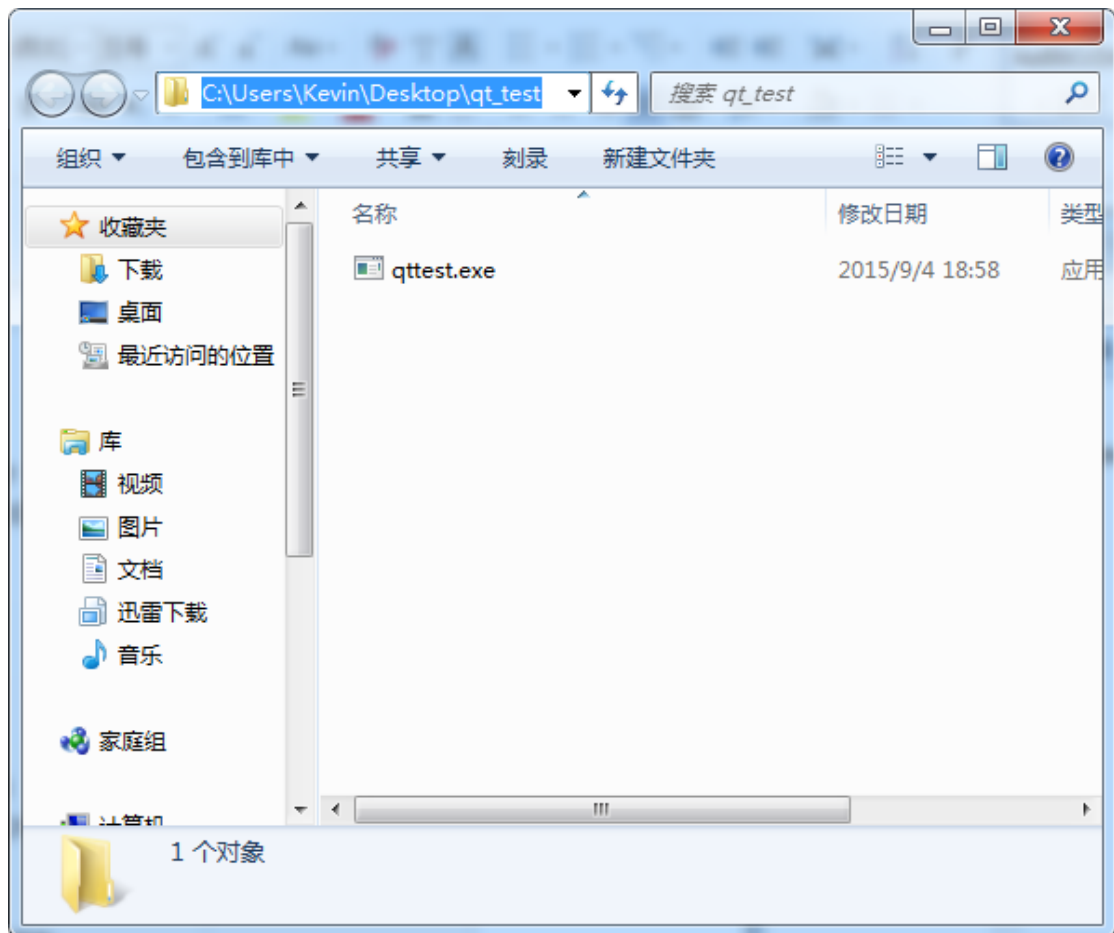 C:\Users\Kevin\Desktop\qt_test
搜索 qt_test
组织 包含到库中 共享 刻录 新建文件夹
收藏夹
下载
桌面
最近访问的位置
库
视频
图片
文档
迅雷下载
音乐
家庭组
计算机
名称 修改日期 类型
qttest.exe 2015/9/4 18:58 应用
1 个对象